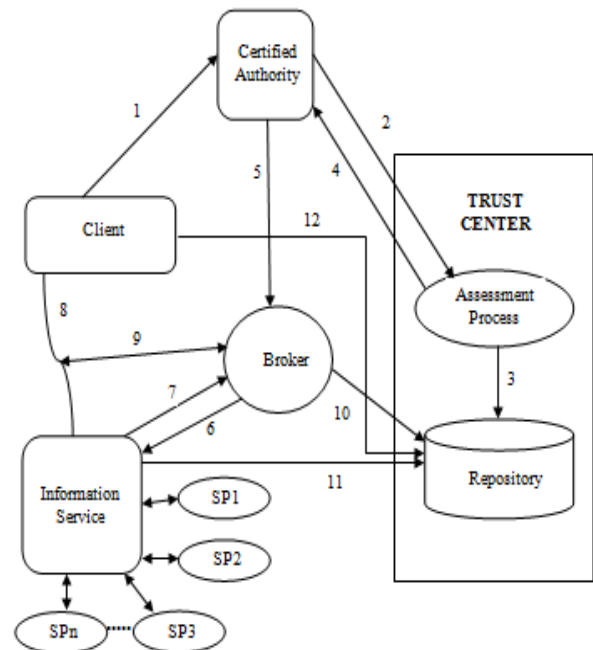 Certified
Authority
1
2
5
4
TRUST
CENTER
Client
12
Assessment
Process
8
9
Broker
3
7
6
10
Information
Service
11
Repository
SP1
SP2
SPn
SP3